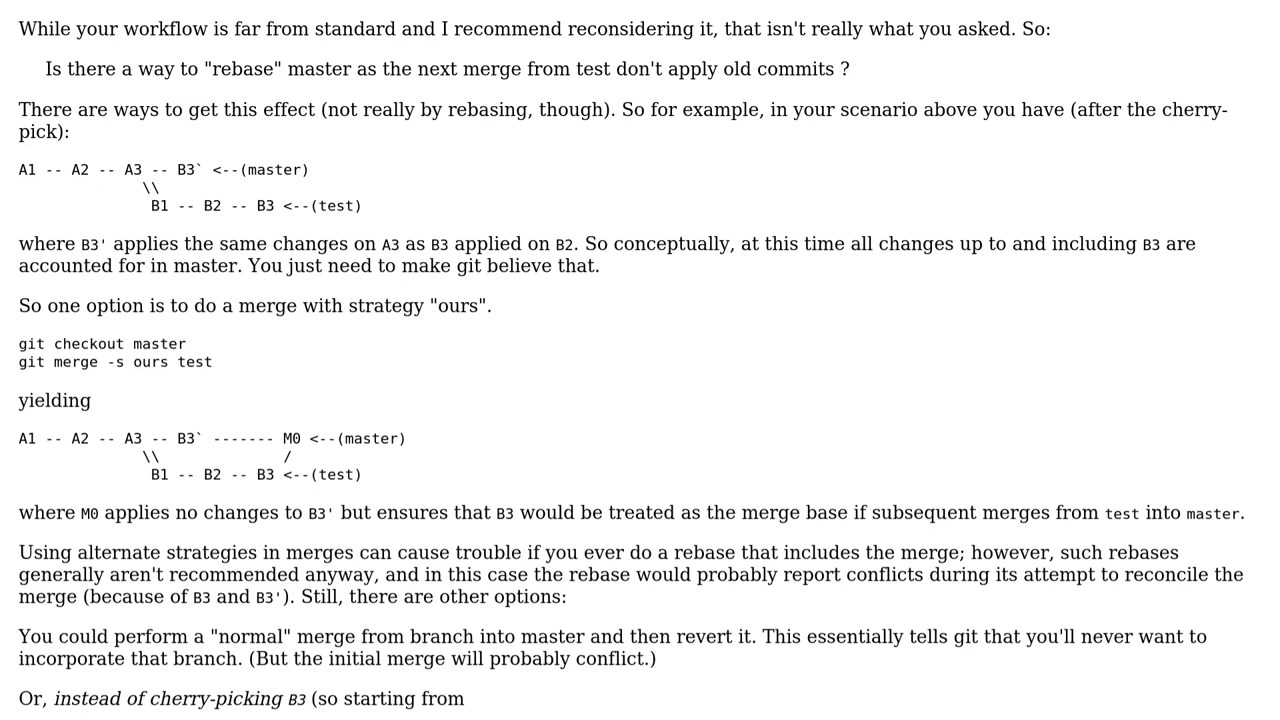 While your workflow is far from standard and I recommend reconsidering it, that isn't really what you asked. So:
Is there a way to "rebase" master as the next merge from test don't apply old commits ?
There are ways to get this effect (not really by rebasing, though). So for example, in your scenario above you have (after the cherry-
pick):
A1 -- A2 -- A3 -- B3` <--(master)
              \\
               B1 -- B2 -- B3 <--(test)
where B3' applies the same changes on A3 as B3 applied on B2. So conceptually, at this time all changes up to and including B3 are
accounted for in master. You just need to make git believe that.
So one option is to do a merge with strategy "ours".
git checkout master
git merge -s ours test
yielding
A1 -- A2 -- A3 -- B3` ------- M0 <--(master)
              \\              /
               B1 -- B2 -- B3 <--(test)
where M0 applies no changes to B3' but ensures that B3 would be treated as the merge base if subsequent merges from test into master.
Using alternate strategies in merges can cause trouble if you ever do a rebase that includes the merge; however, such rebases
generally aren't recommended anyway, and in this case the rebase would probably report conflicts during its attempt to reconcile the
merge (because of B3 and B3'). Still, there are other options:
You could perform a "normal" merge from branch into master and then revert it. This essentially tells git that you'll never want to
incorporate that branch. (But the initial merge will probably conflict.)
Or, instead of cherry-picking B3 (so starting from